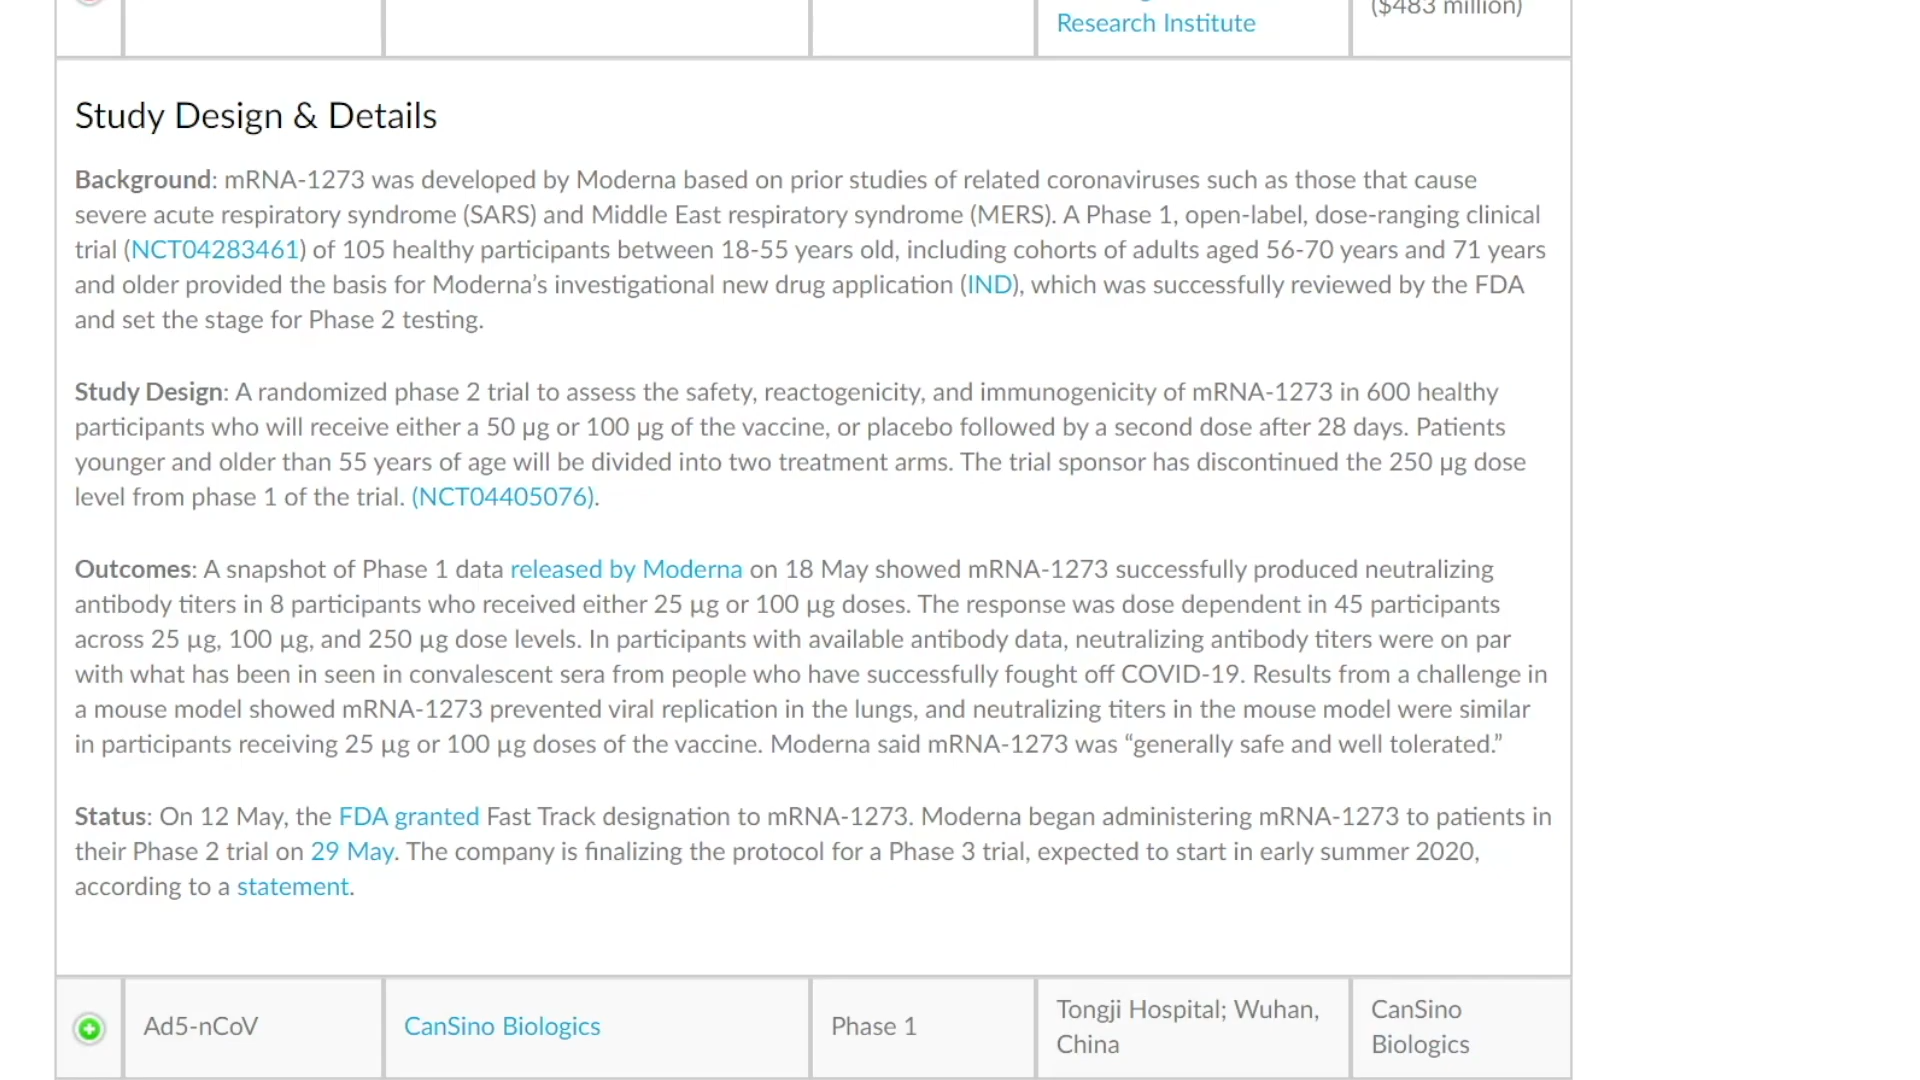 Research Institute
($483 million)
Study Design & Details
Background: mRNA-1273 was developed by Moderna based on prior studies of related coronaviruses such as those that cause
severe acute respiratory syndrome (SARS) and Middle East respiratory syndrome (MERS). A Phase 1, open-label, dose-ranging clinical
trial (NCT04283461) of 105 healthy participants between 18-55 years old, including cohorts of adults aged 56-70 years and 71 years
and older provided the basis for Moderna’s investigational new drug application (IND), which was successfully reviewed by the FDA
and set the stage for Phase 2 testing.
Study Design: A randomized phase 2 trial to assess the safety, reactogenicity, and immunogenicity of mRNA-1273 in 600 healthy
participants who will receive either a 50 μg or 100 μg of the vaccine, or placebo followed by a second dose after 28 days. Patients
younger and older than 55 years of age will be divided into two treatment arms. The trial sponsor has discontinued the 250 μg dose
level from phase 1 of the trial. (NCT04405076).
Outcomes: A snapshot of Phase 1 data released by Moderna on 18 May showed mRNA-1273 successfully produced neutralizing
antibody titers in 8 participants who received either 25 μg or 100 μg doses. The response was dose dependent in 45 participants
across 25 μg, 100 μg, and 250 μg dose levels. In participants with available antibody data, neutralizing antibody titers were on par
with what has been in seen in convalescent sera from people who have successfully fought off COVID-19. Results from a challenge in
a mouse model showed mRNA-1273 prevented viral replication in the lungs, and neutralizing titers in the mouse model were similar
in participants receiving 25 μg or 100 μg doses of the vaccine. Moderna said mRNA-1273 was “generally safe and well tolerated.”
Status: On 12 May, the FDA granted Fast Track designation to mRNA-1273. Moderna began administering mRNA-1273 to patients in
their Phase 2 trial on 29 May. The company is finalizing the protocol for a Phase 3 trial, expected to start in early summer 2020,
according to a statement.
Ad5-nCoV
CanSino Biologics
Phase 1
Tongji Hospital; Wuhan,
China
CanSino
Biologics